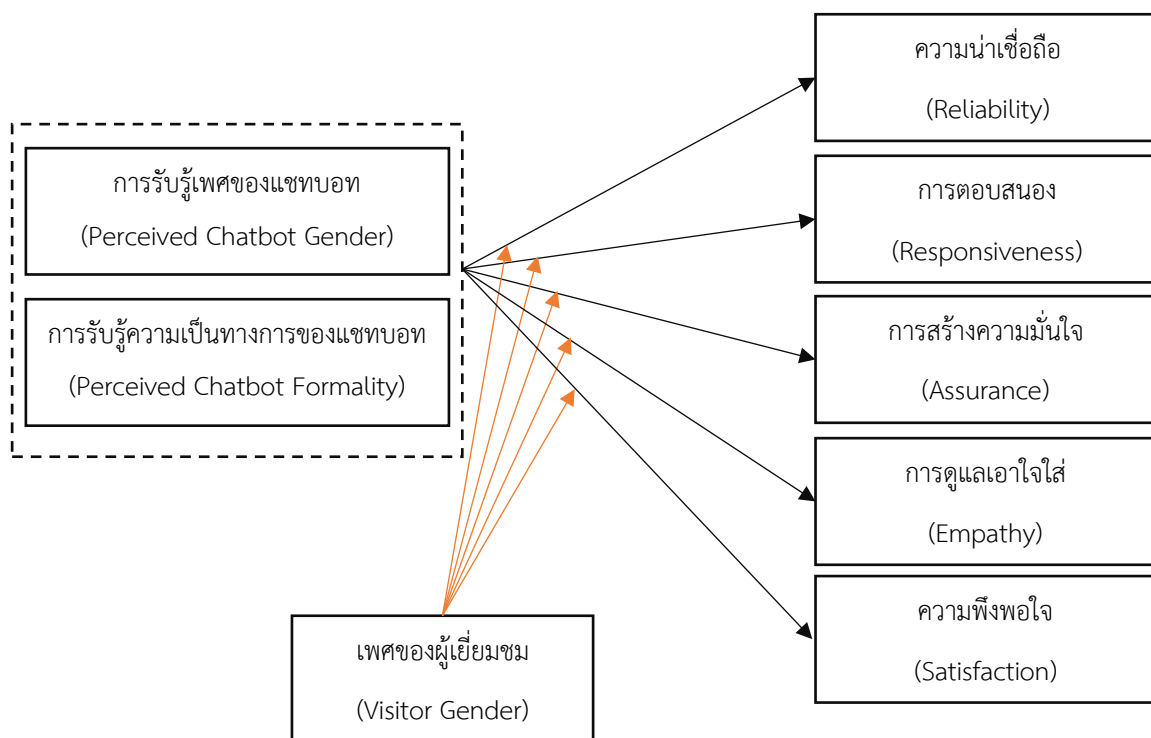 ความน่าเชื่อถือ
(Reliability)
การรับรู้เพศของแชทบอท
(Perceived Chatbot Gender)
การตอบสนอง
(Responsiveness)
การรับรู้ความเป็นทางการของแชทบอท
(Perceived Chatbot Formality)
การสร้างความมั่นใจ
(Assurance)
การดูแลเอาใจใส่
(Empathy)
ความพึงพอใจ
(Satisfaction)
เพศของผู้เยี่ยมชม
(Visitor Gender)